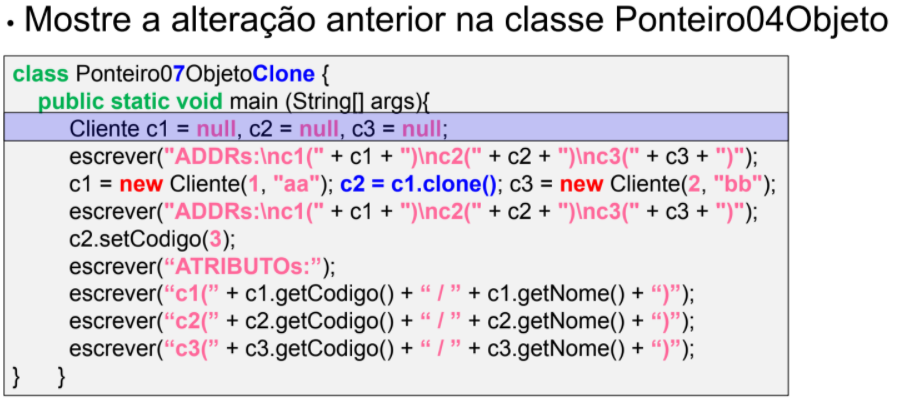 • Mostre a alteração anterior na classe Ponteiro04Objeto
class Ponteiro07ObjetoClone {
public static void main (String[] args){
Cliente c1 = null, c2 = null, c3 = null;
escrever("ADDRs:\nc1(" + c1 + ")\nc2(" + c2 + ")\nc3(" + c3 + ")");
c1 = new Cliente(1, "aa"); c2 = c1.clone(); c3 = new Cliente(2, "bb");
escrever("ADDRs:\nc1(" + c1 + ")\nc2(" + c2 + ")\nc3(" + c3 + ")");
c2.setCodigo(3);
escrever(“ATRIBUTOs:”);
escrever(“c1(” + c1.getCodigo() + “ / ” + c1.getNome() + “)”);
escrever(“c2(” + c2.getCodigo() + “ / ” + c2.getNome() + “)”);
escrever(“c3(” + c3.getCodigo() + “ / ” + c3.getNome() + “)”);
} }